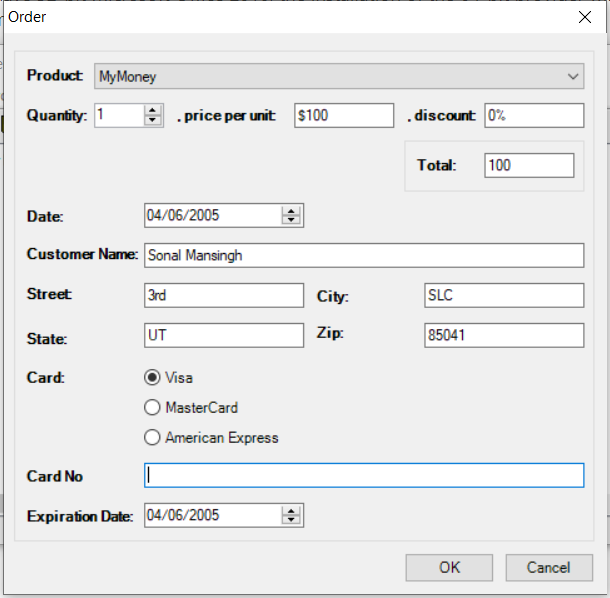 Order
Product: MyMoney
Quantity: 1 . price per unit: $100 . discount: 0%
Total: 100
Date: 04/06/2005
Customer Name: Sonal Mansingh
Street: 3rd City: SLC
State: UT Zip: 85041
Card: Visa
MasterCard
American Express
Card No
Expiration Date: 04/06/2005
OK Cancel